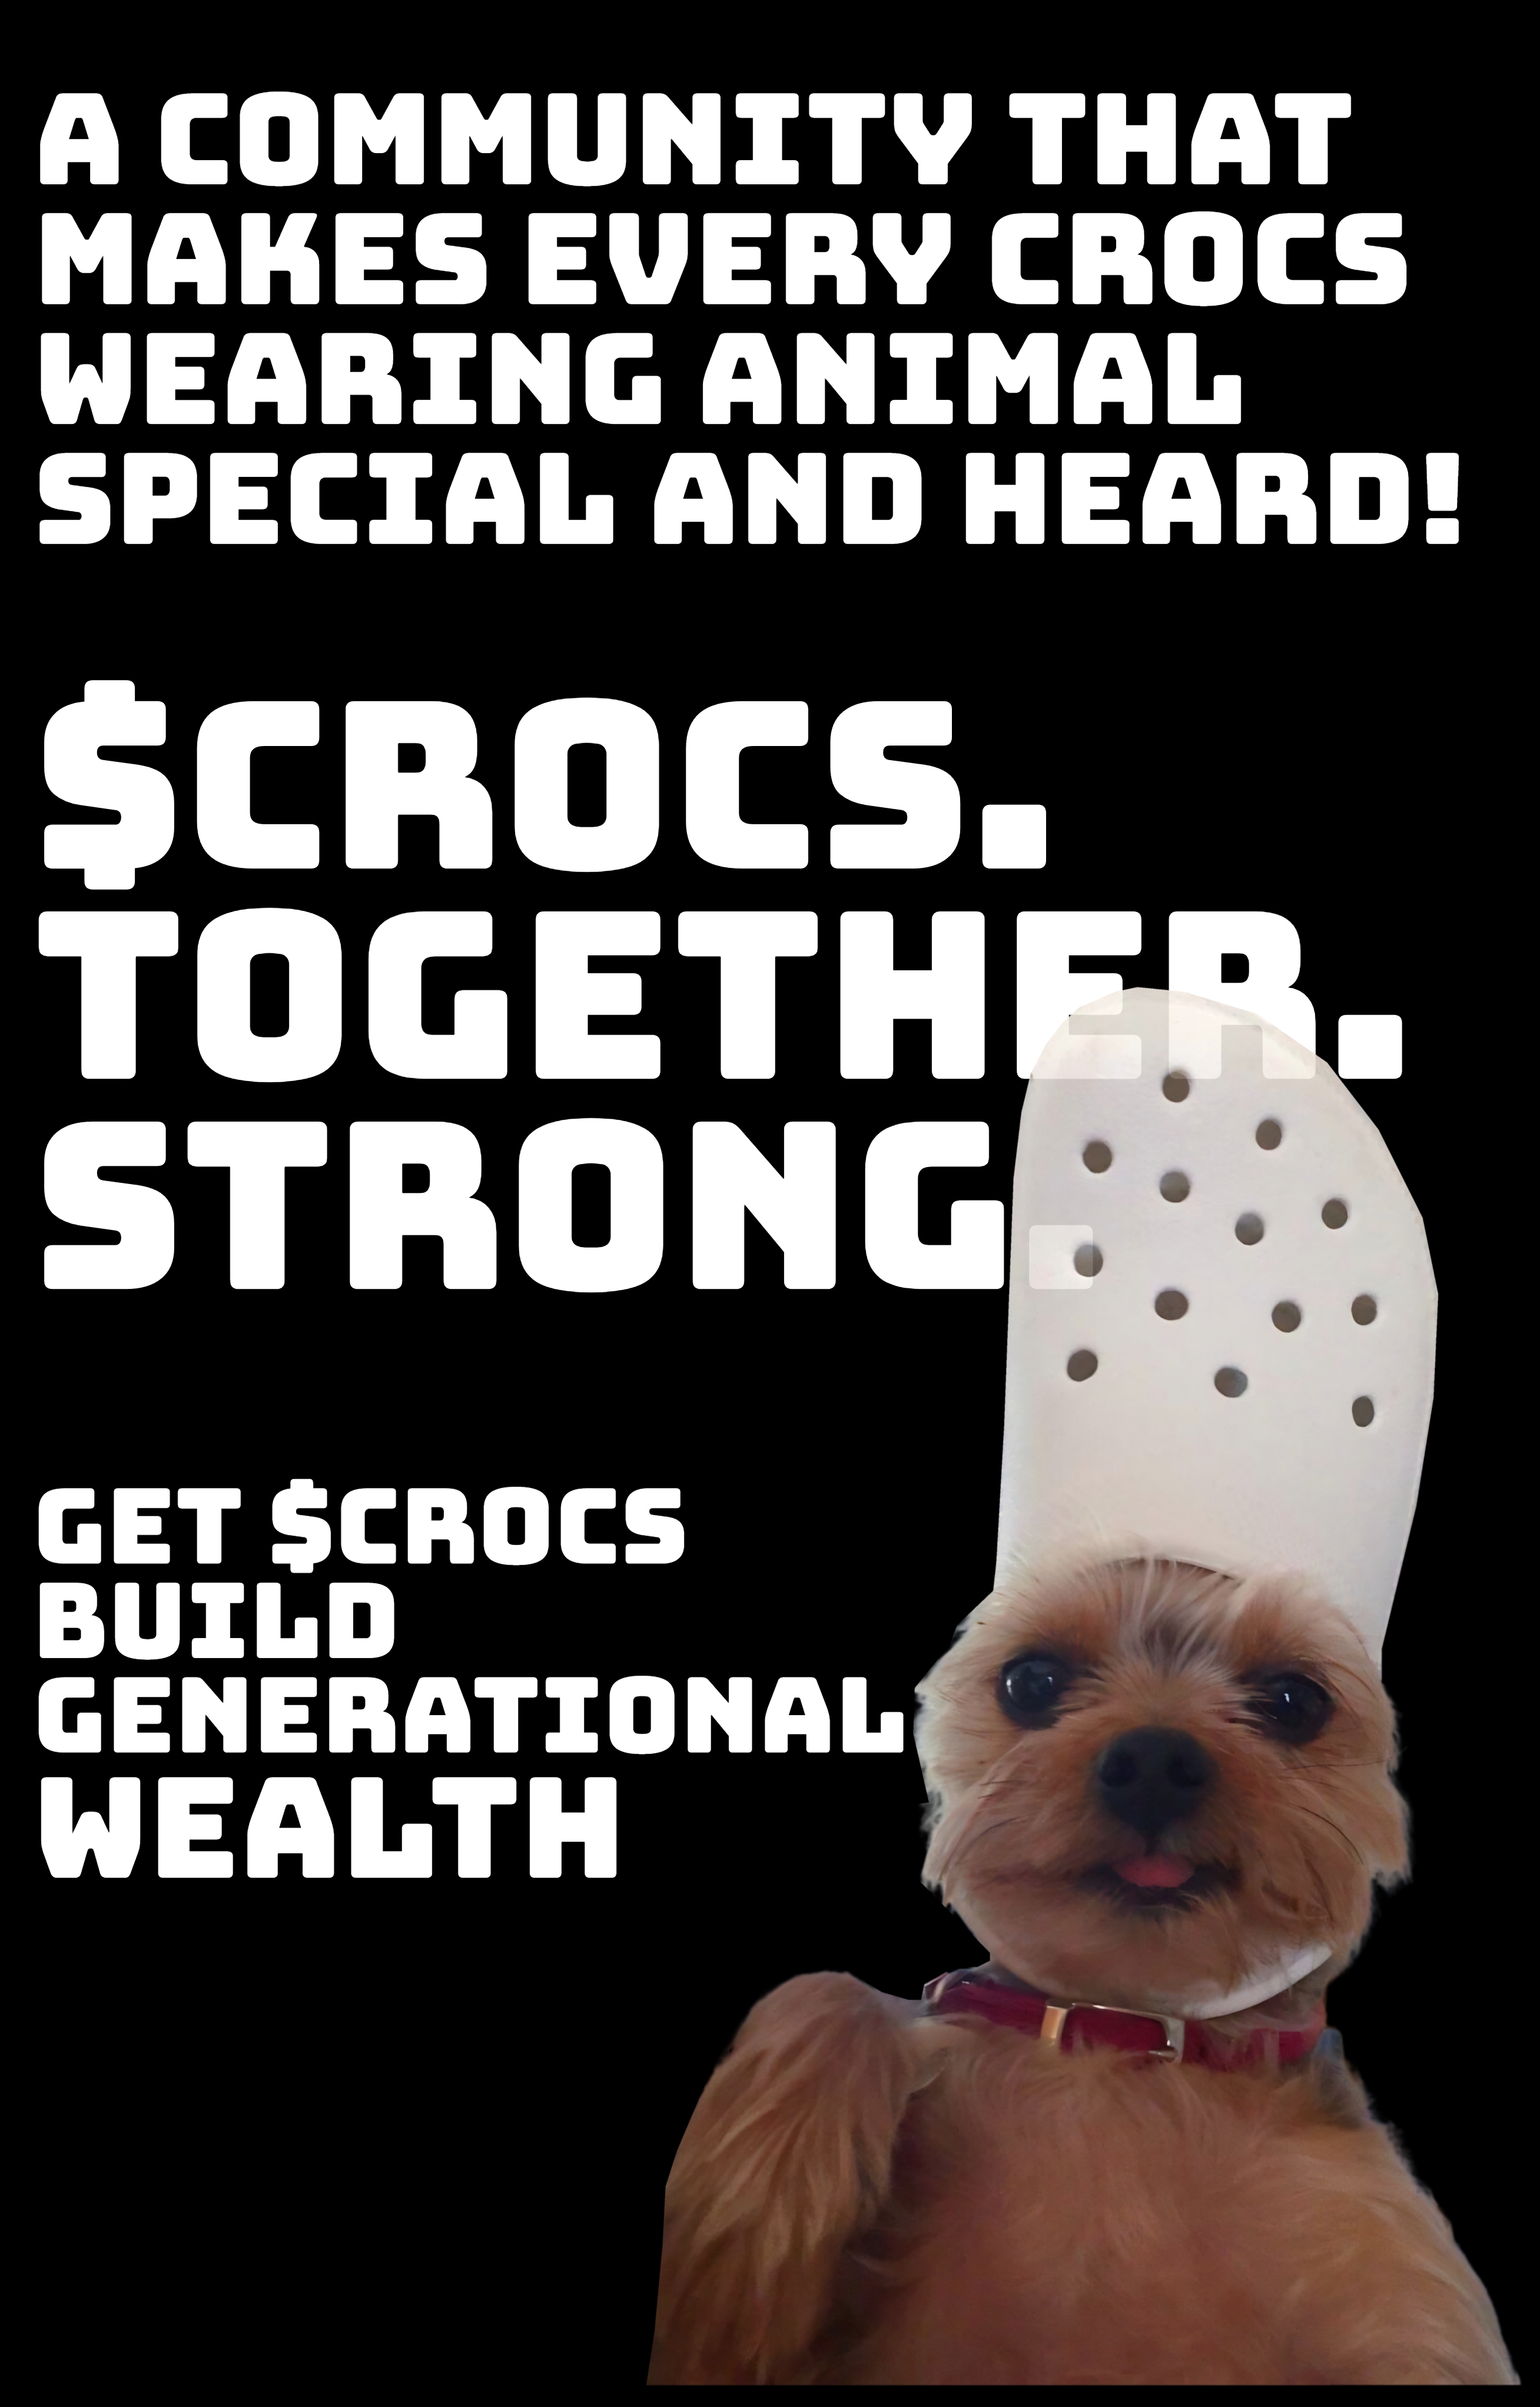 A COMMUNITY THAT
MAKES EVERY CROCS
WEARING ANIMAL
SPECIAL AND HEARD!
$CROCS.
TOGETHER.
STRONG.
GET $CROCS
BUILD
GENERATIONAL
WEALTH